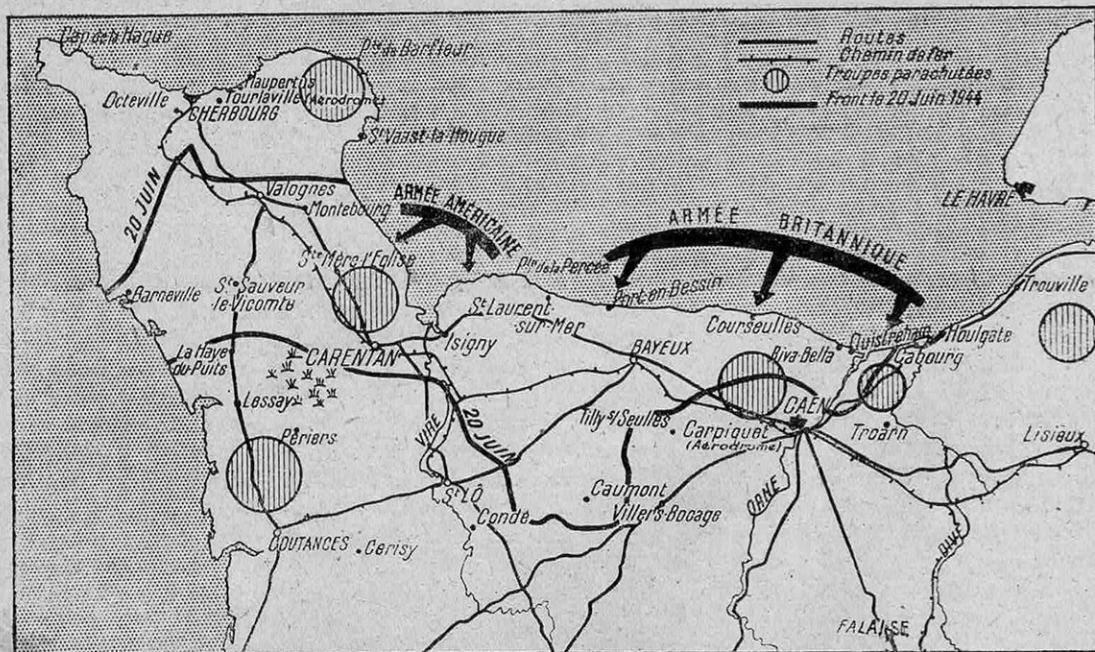 Cap de la Hague
Pte de Barfleur
Routes
Chemin de fer
Troupes parachutées
Front le 20 Juin 1944
Maupertus
Octeville
Tourlaville (Aérodrome)
CHERBOURG
St Vaast-la-Hougue
20 JUIN
Valognes
Montebourg
ARMÉE AMÉRICAINE
ARMÉE BRITANNIQUE
LE HAVRE
Ste Mère-l'Église
Pte de la Percée
Barneville
St Sauveur
le-Vicomte
St Laurent
sur-Mer
Port-en-Bessin
Courseulles
Trouville
Isigny
Ouistreham
Houlgate
La Haye
du-Puits
CARENTAN
BAYEUX
Riva-Bella
Cabourg
Lessay
CAEN
VIRE
20 JUIN
Tilly s/Seulles
Périers
Carpiquet
(Aérodrome)
Troarn
Lisieux
St LÔ
Caumont
ORNE
Condé
Villers-Bocage
COUTANCES
Cerisy
FALAISE